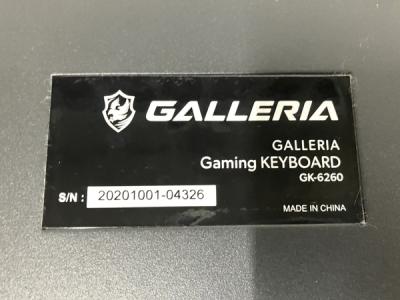 GALLERIA
GALLERIA
Gaming KEYBOARD
GK-6260
S/N : 20201001-04326
MADE IN CHINA